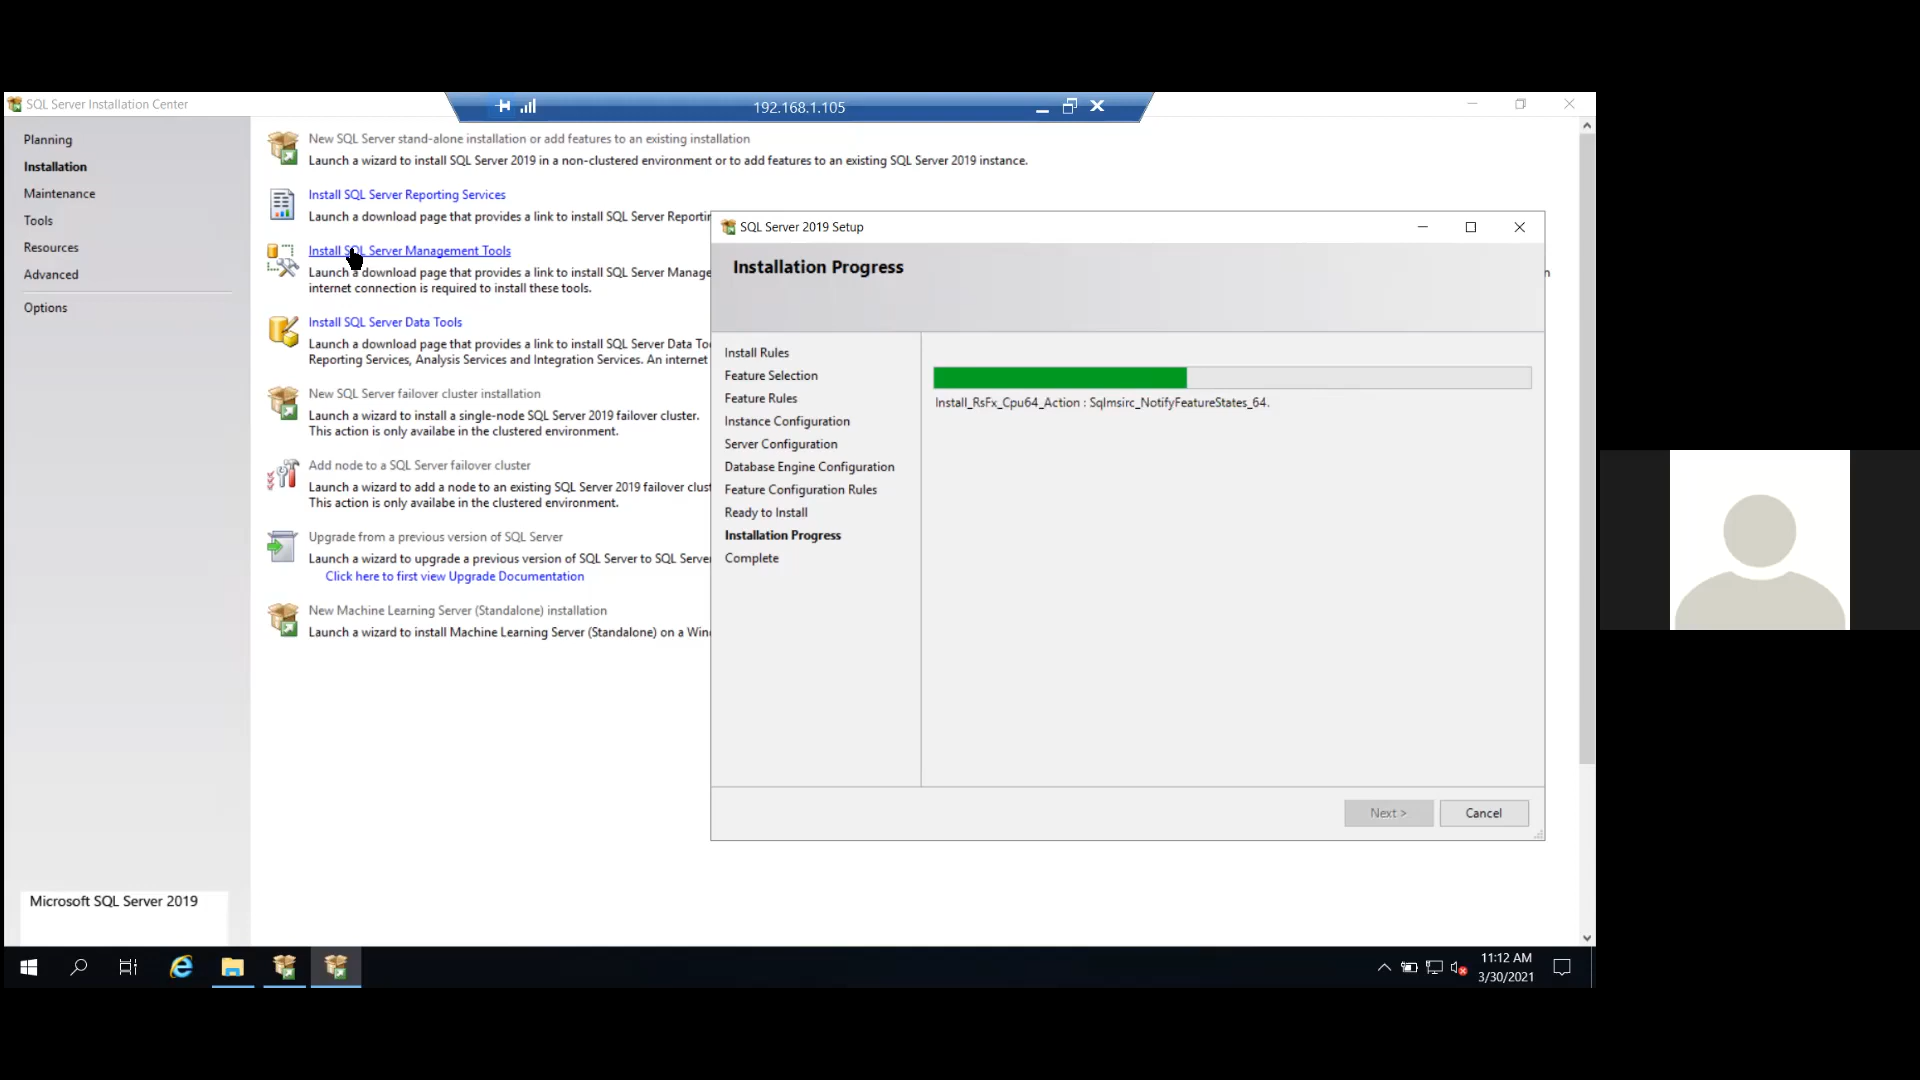 SQL Server Installation Center
192.168.1.105
Planning
Installation
Maintenance
Tools
Resources
Advanced
Options
New SQL Server stand-alone installation or add features to an existing installation
Launch a wizard to install SQL Server 2019 in a non-clustered environment or to add features to an existing SQL Server 2019 instance.
Install SQL Server Reporting Services
Launch a download page that provides a link to install SQL Server Reportin
Install SQL Server Management Tools
Launch a download page that provides a link to install SQL Server Manage
n
internet connection is required to install these tools.
Install SQL Server Data Tools
Launch a download page that provides a link to install SQL Server Data Too
Reporting Services, Analysis Services and Integration Services. An internet
New SQL Server failover cluster installation
Launch a wizard to install a single-node SQL Server 2019 failover cluster.
This action is only availabe in the clustered environment.
Add node to a SQL Server failover cluster
Launch a wizard to add a node to an existing SQL Server 2019 failover clust
This action is only availabe in the clustered environment.
Upgrade from a previous version of SQL Server
Launch a wizard to upgrade a previous version of SQL Server to SQL Server
Click here to first view Upgrade Documentation
New Machine Learning Server (Standalone) installation
Launch a wizard to install Machine Learning Server (Standalone) on a Win
Microsoft SQL Server 2019
SQL Server 2019 Setup
Installation Progress
Install Rules
Feature Selection
Feature Rules
Instance Configuration
Server Configuration
Database Engine Configuration
Feature Configuration Rules
Ready to Install
Installation Progress
Complete
Install_RsFx_Cpu64_Action : Sqlmsirc_NotifyFeatureStates_64.
Next >
Cancel
11:12 AM
3/30/2021